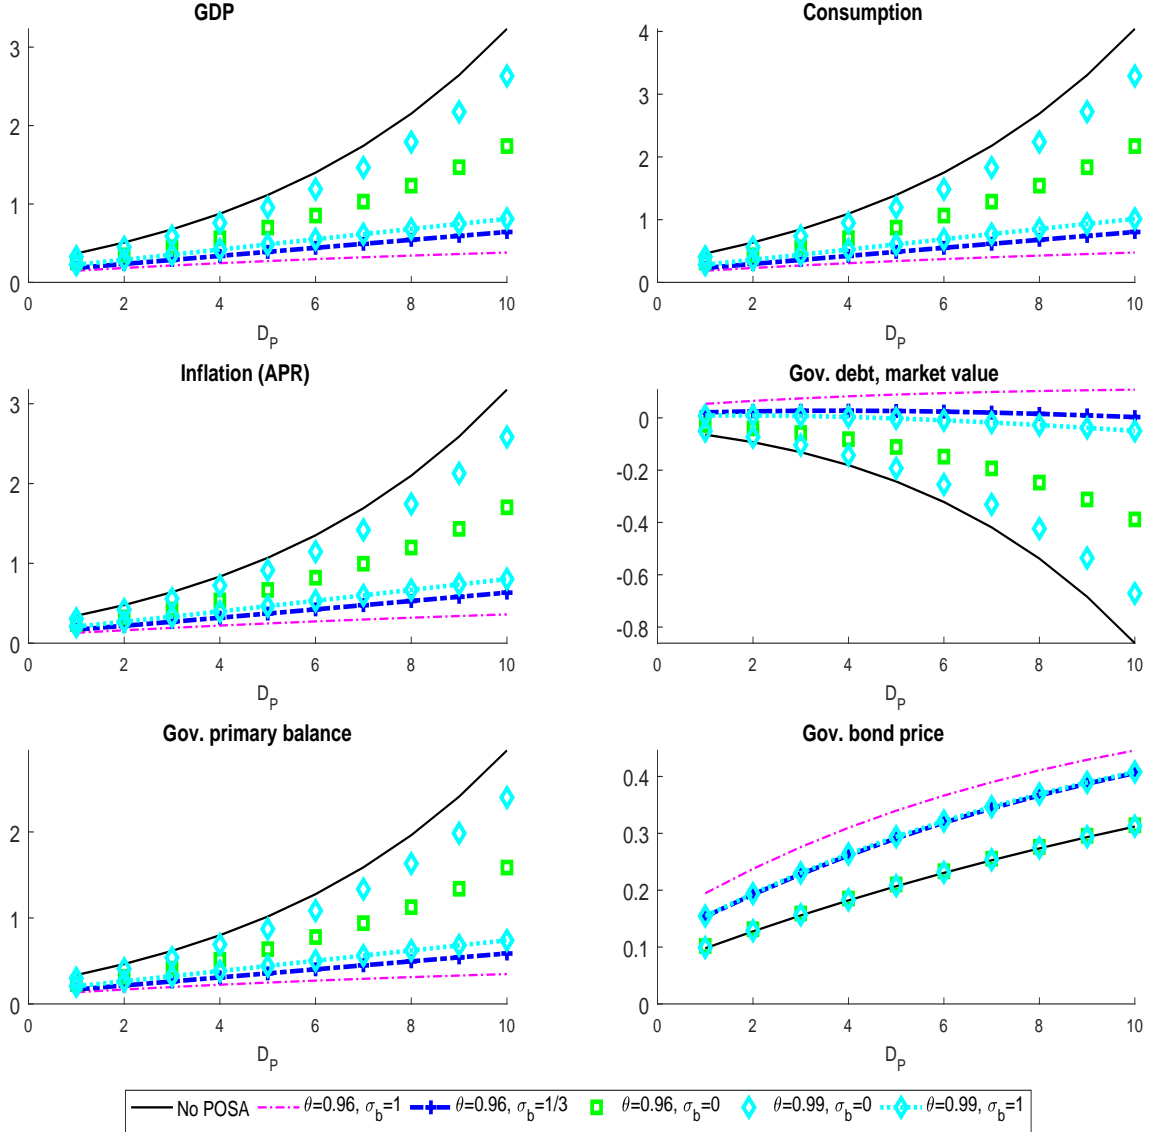 GDP
3
2
1
0
0 2 4 6 8 10
D_P
Consumption
4
3
2
1
0
0 2 4 6 8 10
D_P
Inflation (APR)
3
2
1
0
0 2 4 6 8 10
D_P
Gov. debt, market value
0
-0.2
-0.4
-0.6
-0.8
0 2 4 6 8 10
D_P
Gov. primary balance
2
1
0
0 2 4 6 8 10
D_P
Gov. bond price
0.4
0.3
0.2
0.1
0
0 2 4 6 8 10
D_P
No POSA θ=0.96, σ_b=1 θ=0.96, σ_b=1/3 θ=0.96, σ_b=0 θ=0.99, σ_b=0 θ=0.99, σ_b=1